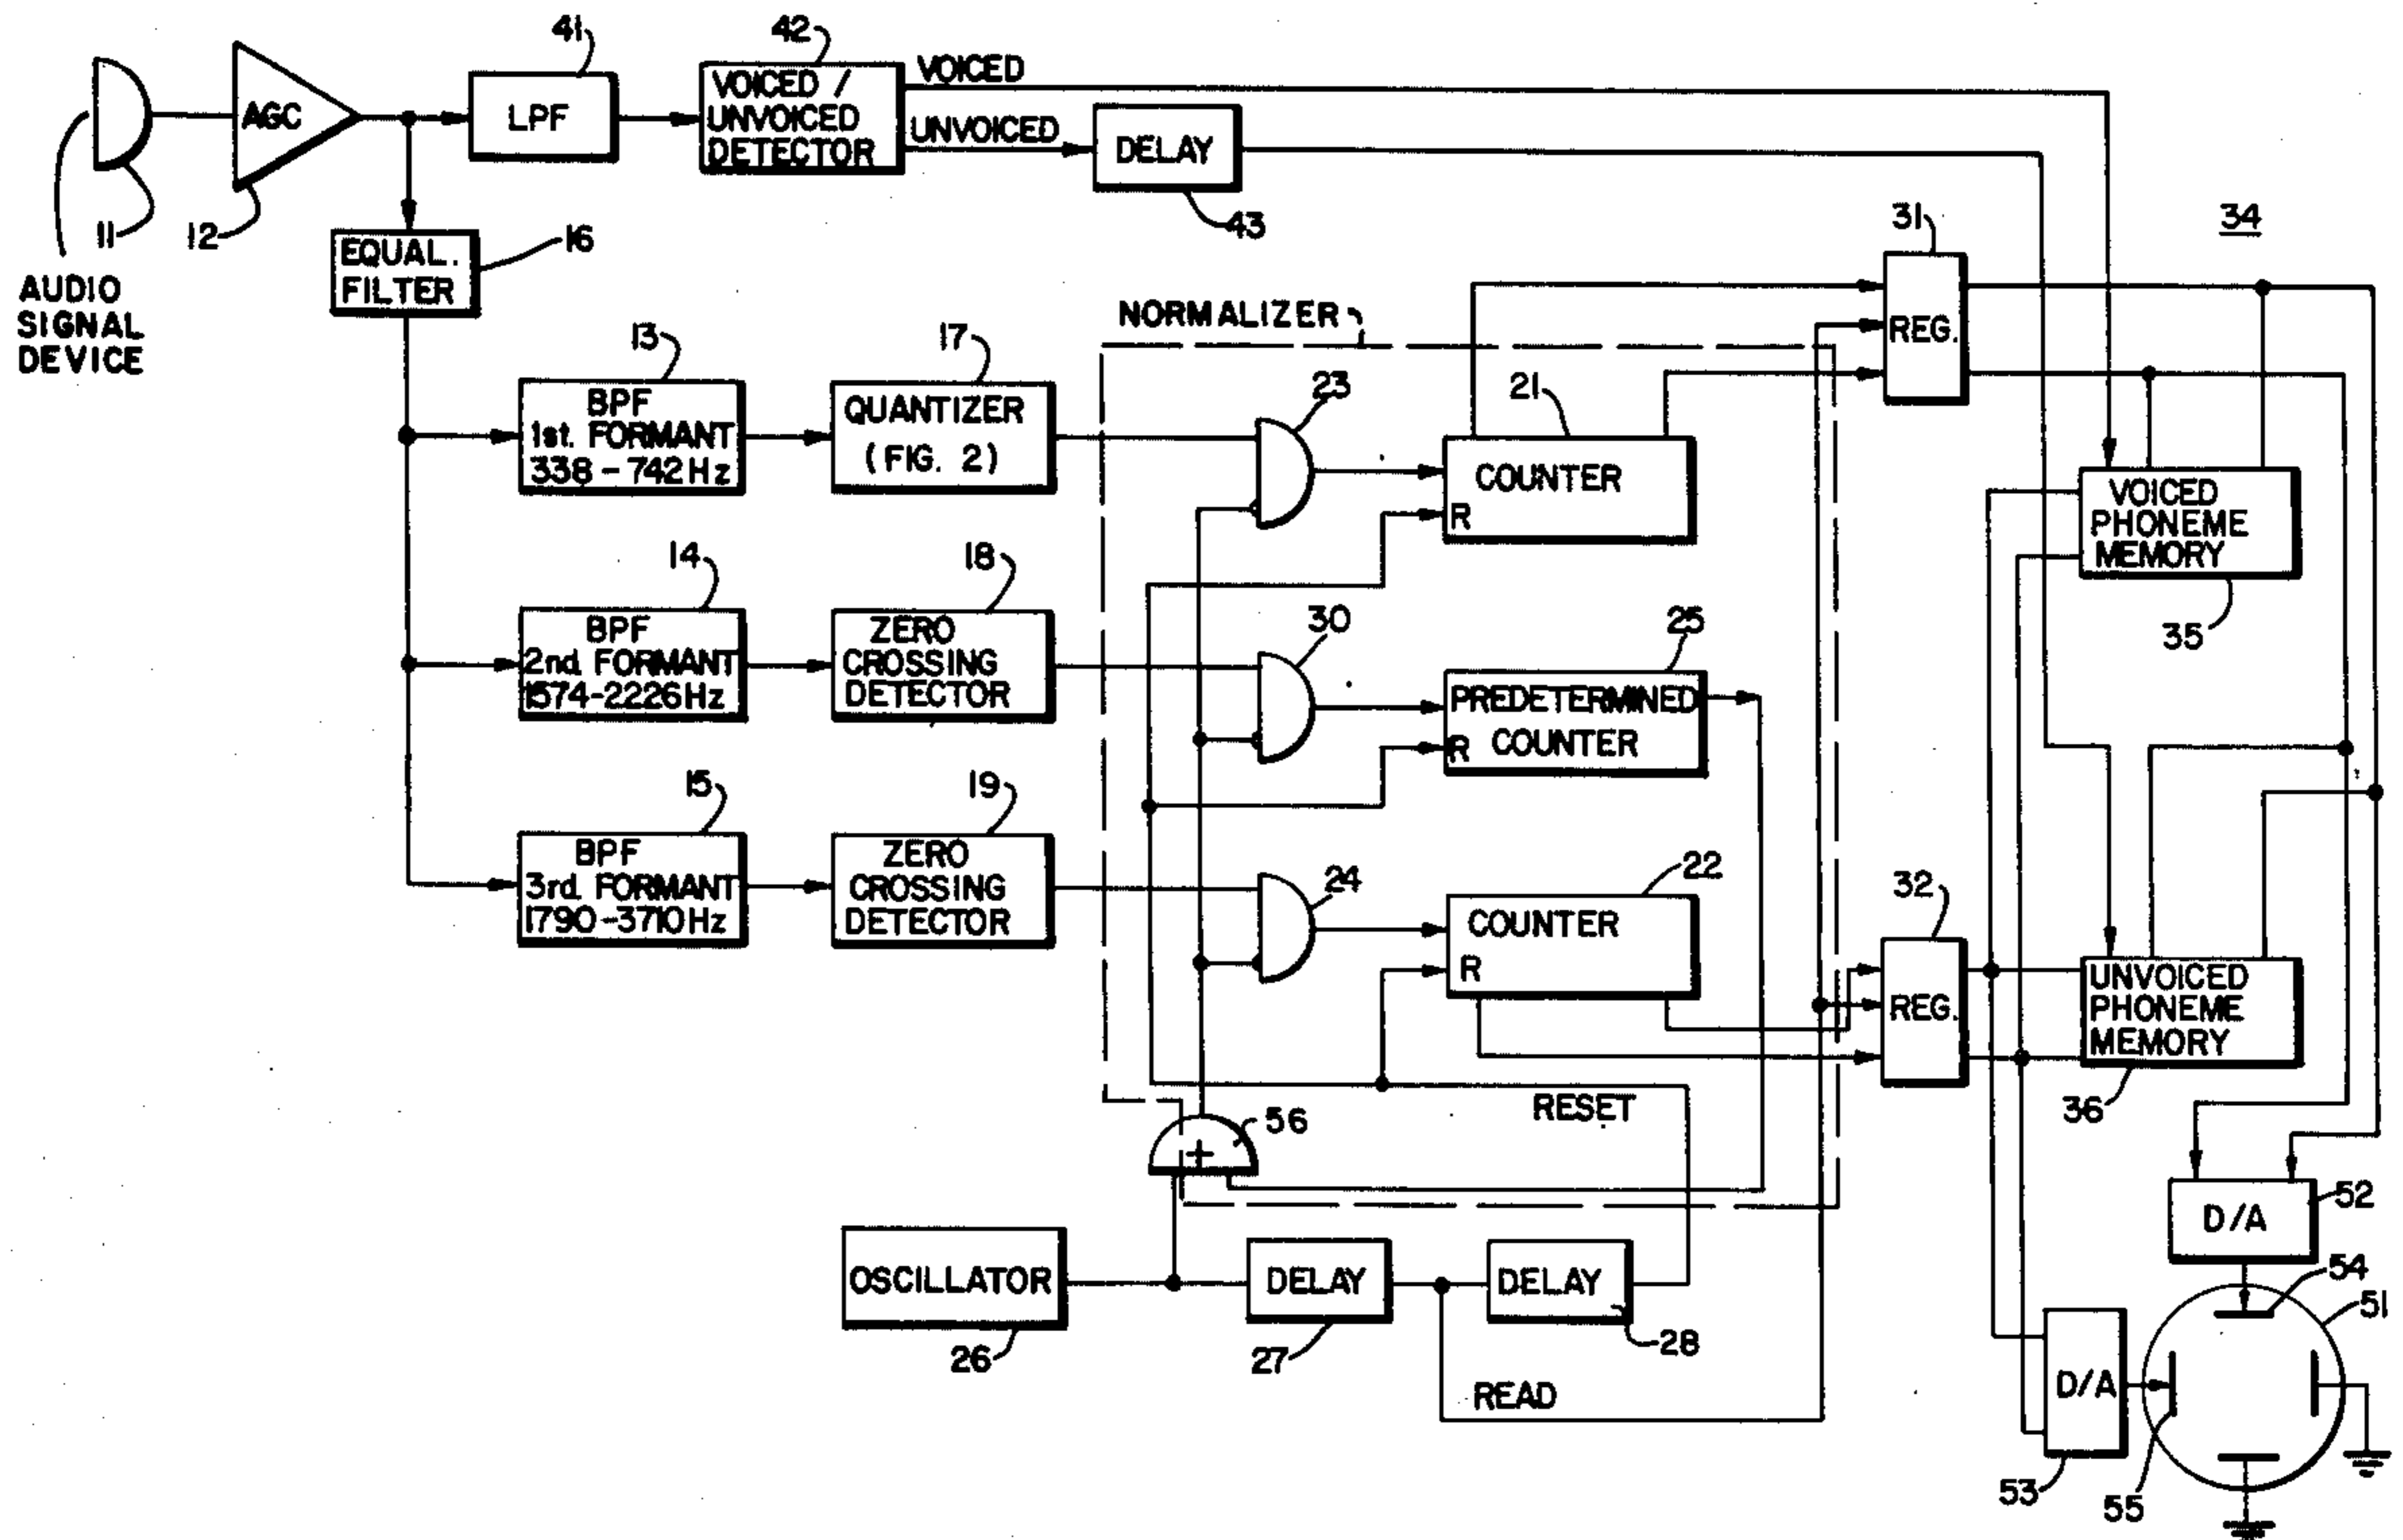 41
42
VOICED
AGC
LPF
VOICED /
UNVOICED
DETECTOR
UNVOICED
DELAY
11
12
43
31
34
EQUAL.
FILTER
16
AUDIO
SIGNAL
DEVICE
NORMALIZER
REG.
13
17
23
21
BPF
1st. FORMANT
338 - 742 Hz
QUANTIZER
(FIG. 2)
COUNTER
R
VOICED
PHONEME
MEMORY
35
14
18
30
25
BPF
2nd. FORMANT
1574-2226Hz
ZERO
CROSSING
DETECTOR
PREDETERMINED
COUNTER
R
15
19
24
22
32
BPF
3rd. FORMANT
1790-3710Hz
ZERO
CROSSING
DETECTOR
COUNTER
R
REG.
UNVOICED
PHONEME
MEMORY
36
RESET
56
+
52
D/A
OSCILLATOR
DELAY
DELAY
54
51
26
27
28
READ
D/A
53
55